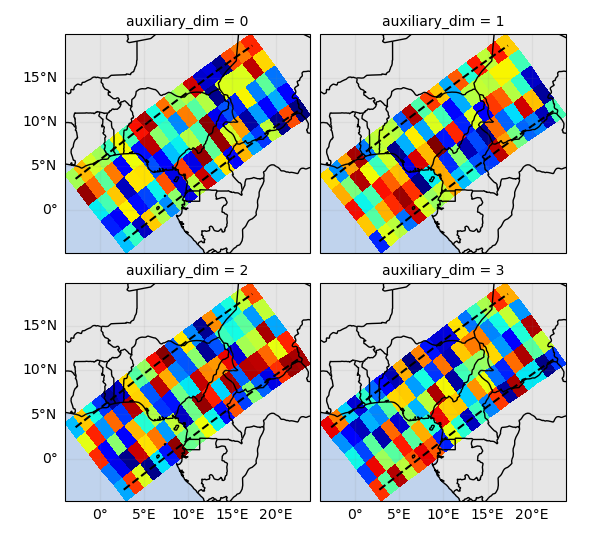 auxiliary_dim = 0
auxiliary_dim = 1
15°N
10°N
5°N
0°
auxiliary_dim = 2
auxiliary_dim = 3
15°N
10°N
5°N
0°
0° 5°E 10°E 15°E 20°E
0° 5°E 10°E 15°E 20°E